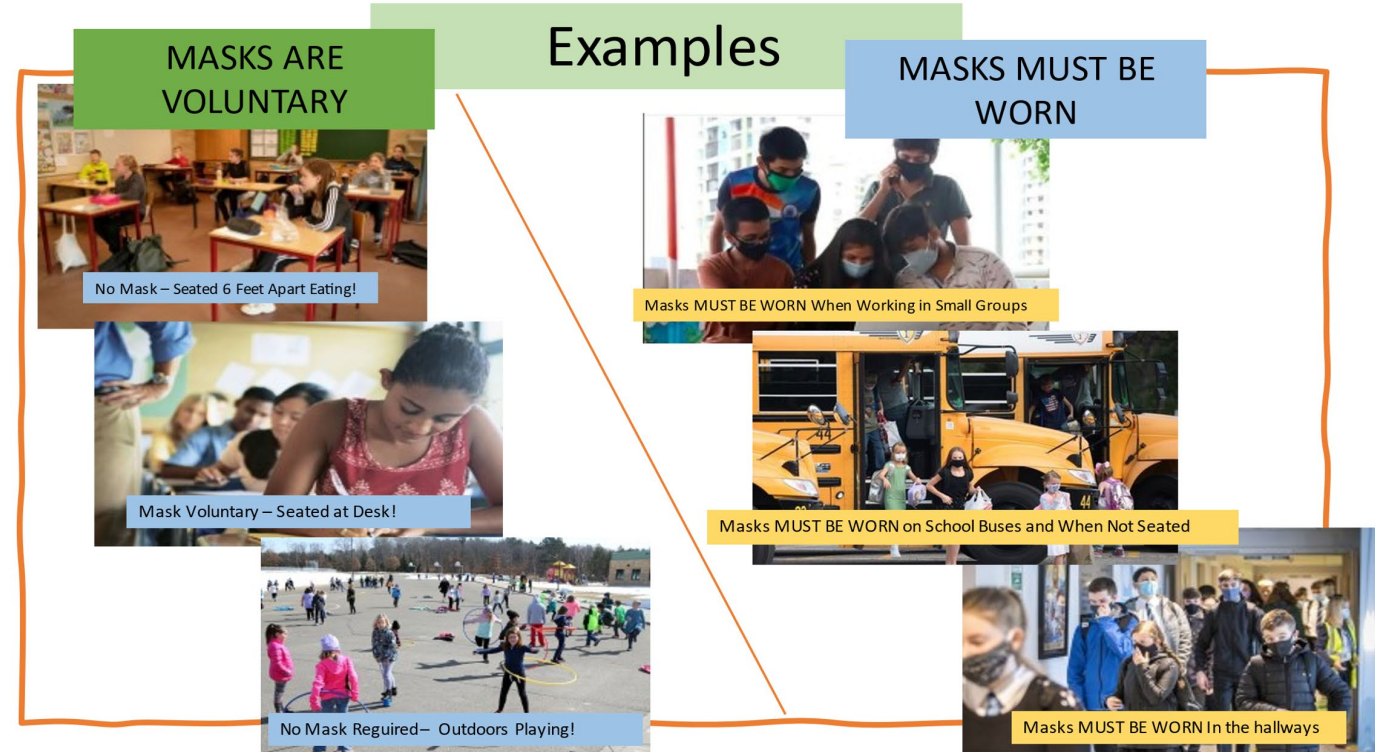 Examples
MASKS ARE
VOLUNTARY
No Mask – Seated 6 Feet Apart Eating!
Mask Voluntary – Seated at Desk!
No Mask Reguired– Outdoors Playing!
MASKS MUST BE
WORN
Masks MUST BE WORN When Working in Small Groups
44
44
Masks MUST BE WORN on School Buses and When Not Seated
Masks MUST BE WORN In the hallways